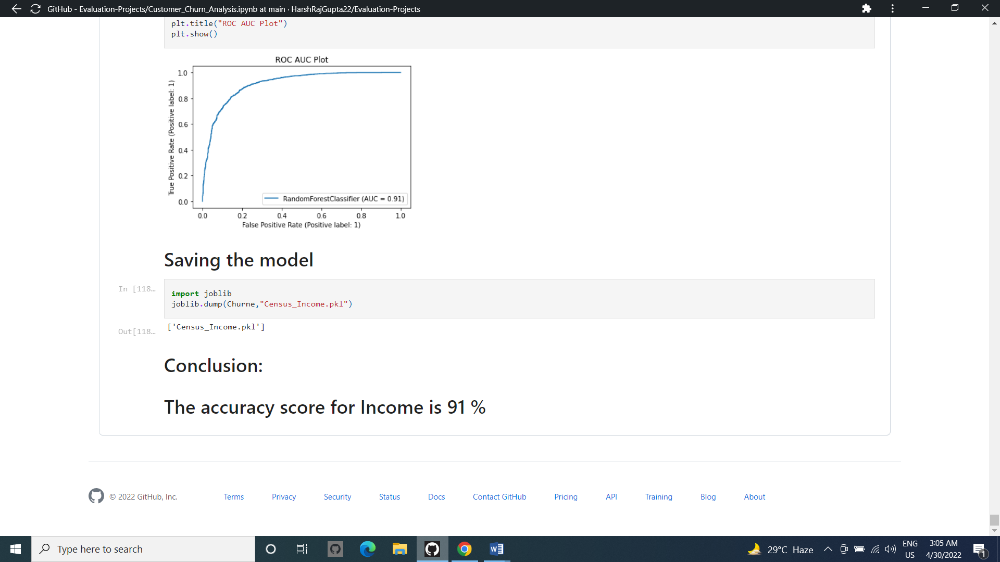 GitHub - Evaluation-Projects/Customer_Churn_Analysis.ipynb at main · HarshRajGupta22/Evaluation-Projects
plt.title("ROC AUC Plot")
plt.show()
ROC AUC Plot
True Positive Rate (Positive label: 1)
1.0
0.8
0.6
0.4
0.2
0.0
RandomForestClassifier (AUC = 0.91)
0.0 0.2 0.4 0.6 0.8 1.0
False Positive Rate (Positive label: 1)
Saving the model
In [118...
import joblib
joblib.dump(Churne,"Census_Income.pkl")
Out[118...
['Census_Income.pkl']
Conclusion:
The accuracy score for Income is 91 %
© 2022 GitHub, Inc. Terms Privacy Security Status Docs Contact GitHub Pricing API Training Blog About
Type here to search
W
29°C Haze
ENG
US
3:05 AM
4/30/2022
1